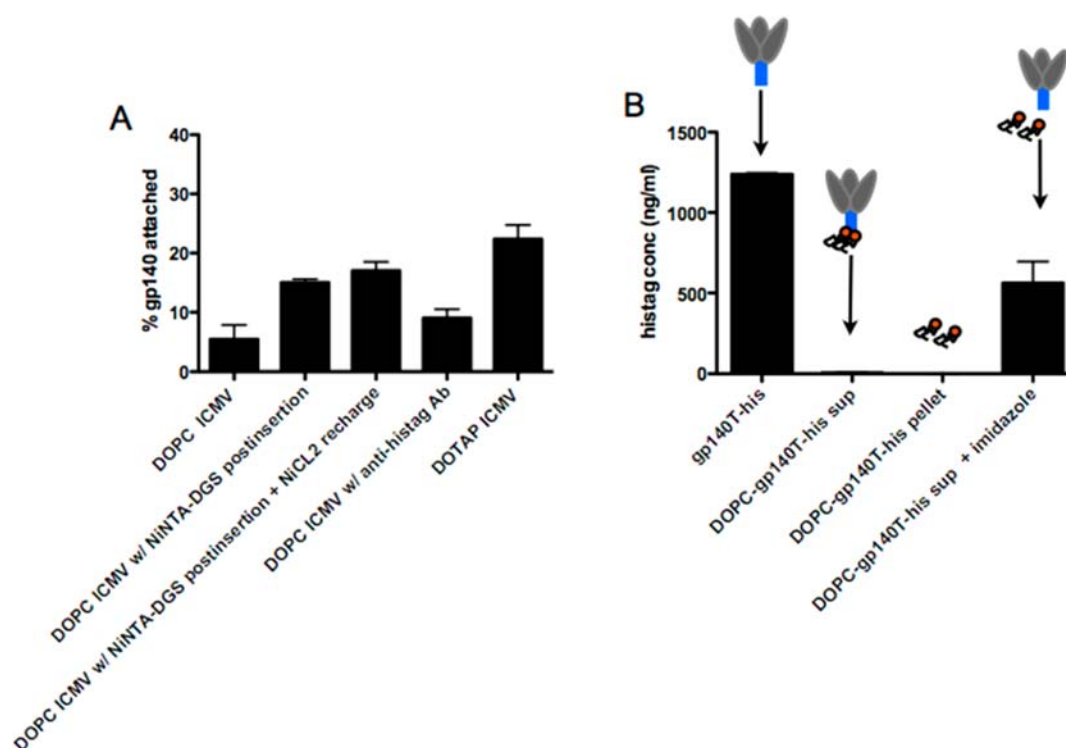 A
% gp140 attached
40
30
20
10
0
DOPC ICMV
DOPC ICMV w/ NiNTA-DGS postinsertion
DOPC ICMV w/ NiNTA-DGS postinsertion + NiCL2 recharge
DOPC ICMV w/ anti-histag Ab
DOTAP ICMV
B
histag conc (ng/ml)
1500
1000
500
0
gp140T-his
DOPC-gp140T-his sup
DOPC-gp140T-his pellet
DOPC-gp140T-his sup + imidazole